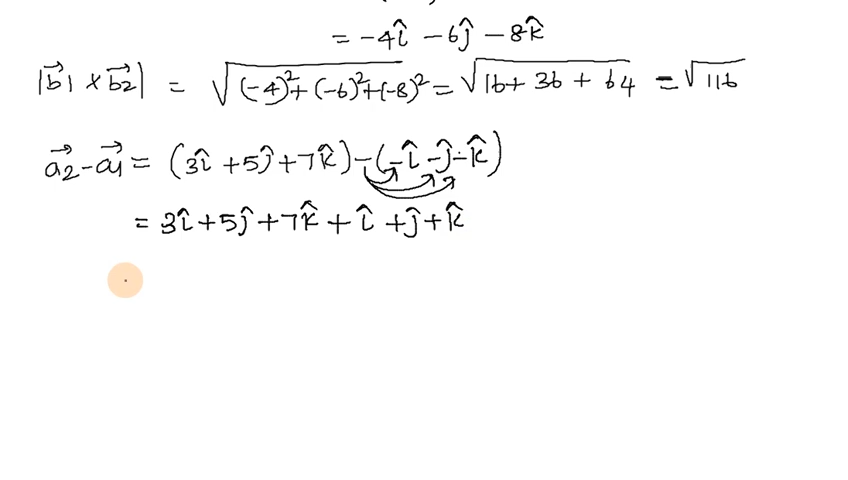 = -4î - 6ĵ - 8k̂
|b⃗1 × b⃗2| = √((-4)² + (-6)² + (-8)²) = √(16 + 36 + 64) = √116
a⃗2 - a⃗1 = (3î + 5ĵ + 7k̂) - (-î - ĵ - k̂)
= 3î + 5ĵ + 7k̂ + î + ĵ + k̂